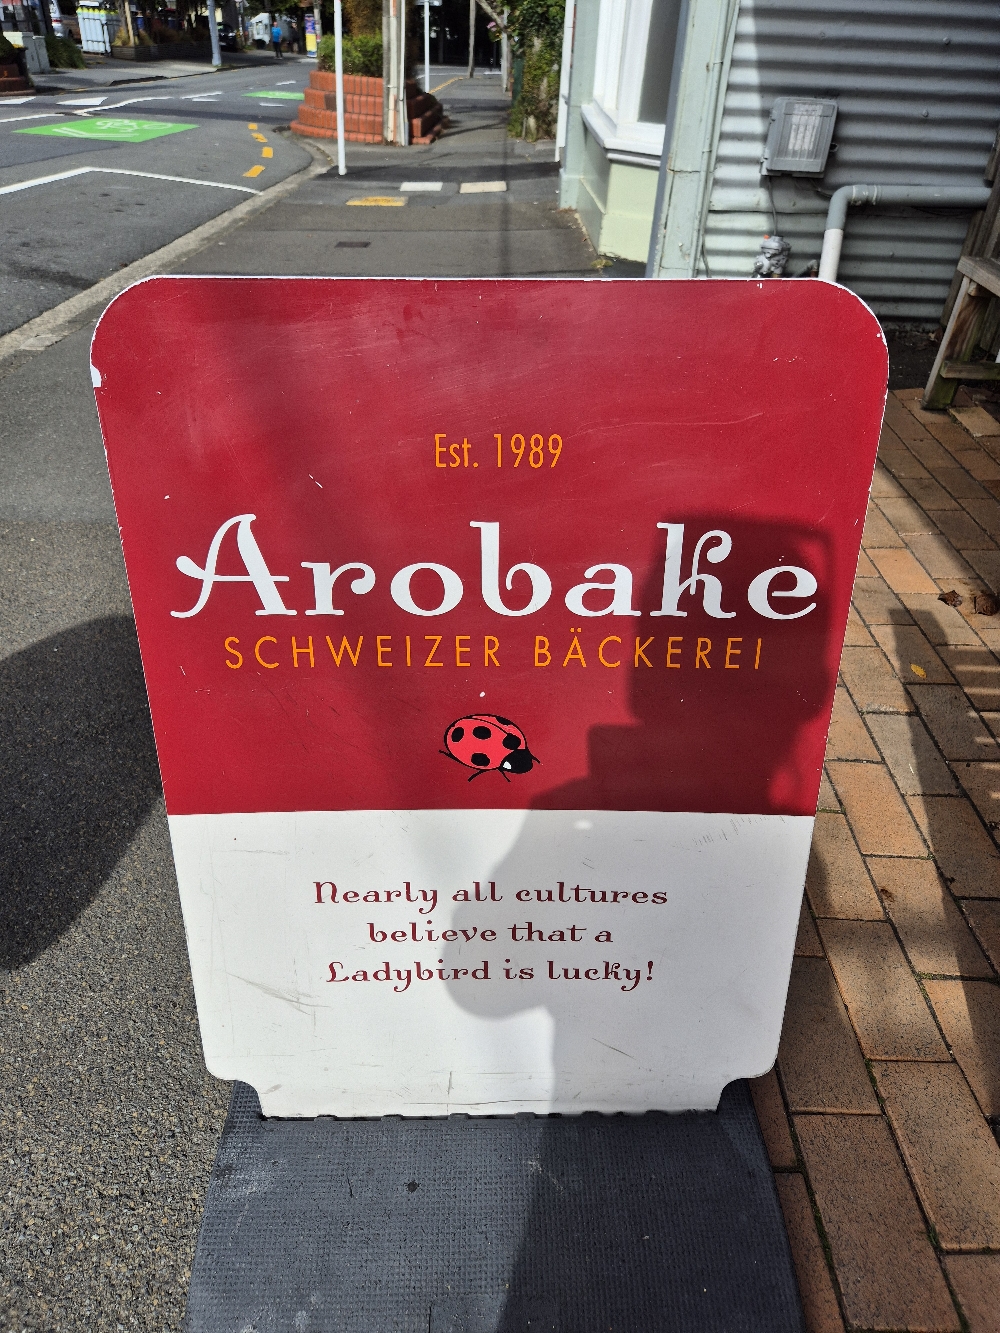 Est. 1989
Arobake
SCHWEIZER BÄCKEREI
Nearly all cultures
believe that a
Ladybird is lucky!